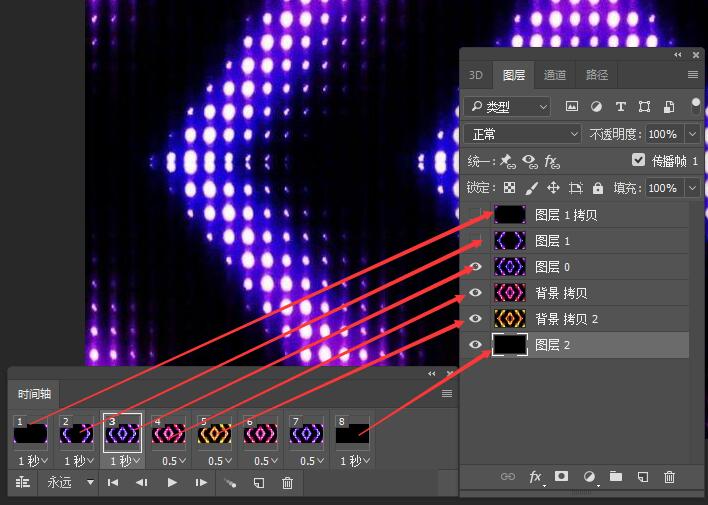 3D 图层 通道 路径
类型
正常 不透明度: 100%
统一: fx 传播帧 1
锁定: 填充: 100%
图层 1 拷贝
图层 1
图层 0
背景 拷贝
背景 拷贝 2
图层 2
fx
时间轴
1 2 3 4 5 6 7 8
1 秒 1 秒 1 秒 0.5 0.5 0.5 0.5 1 秒
永远